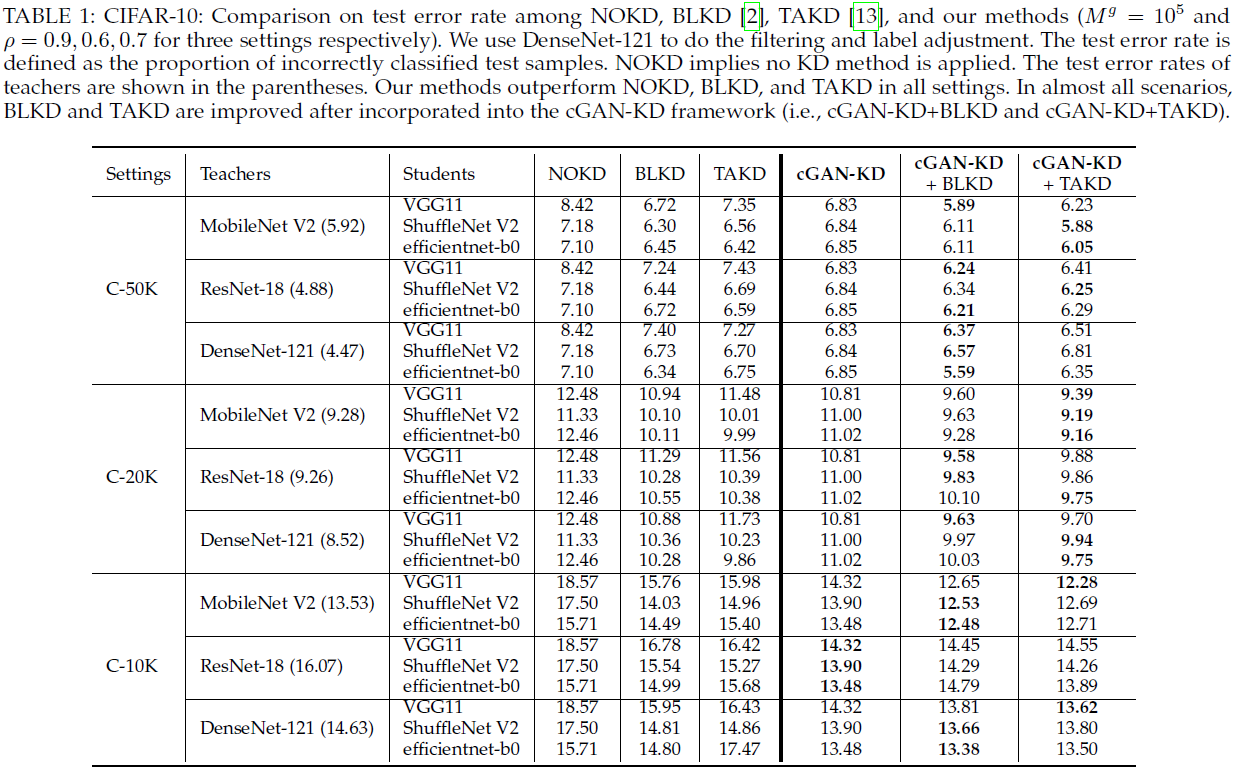 TABLE 1: CIFAR-10: Comparison on test error rate among NOKD, BLKD [2], TAKD [13], and our methods (M^g = 10^5 and
ρ = 0.9, 0.6, 0.7 for three settings respectively). We use DenseNet-121 to do the filtering and label adjustment. The test error rate is
defined as the proportion of incorrectly classified test samples. NOKD implies no KD method is applied. The test error rates of
teachers are shown in the parentheses. Our methods outperform NOKD, BLKD, and TAKD in all settings. In almost all scenarios,
BLKD and TAKD are improved after incorporated into the cGAN-KD framework (i.e., cGAN-KD+BLKD and cGAN-KD+TAKD).
Settings Teachers Students NOKD BLKD TAKD cGAN-KD cGAN-KD + BLKD cGAN-KD + TAKD
VGG11 8.42 6.72 7.35 6.83 5.89 6.23
MobileNet V2 (5.92) ShuffleNet V2 7.18 6.30 6.56 6.84 6.11 5.88
efficientnet-b0 7.10 6.45 6.42 6.85 6.11 6.05
VGG11 8.42 7.24 7.43 6.83 6.24 6.41
C-50K ResNet-18 (4.88) ShuffleNet V2 7.18 6.44 6.69 6.84 6.34 6.25
efficientnet-b0 7.10 6.72 6.59 6.85 6.21 6.29
VGG11 8.42 7.40 7.27 6.83 6.37 6.51
DenseNet-121 (4.47) ShuffleNet V2 7.18 6.73 6.70 6.84 6.57 6.81
efficientnet-b0 7.10 6.34 6.75 6.85 5.59 6.35
VGG11 12.48 10.94 11.48 10.81 9.60 9.39
MobileNet V2 (9.28) ShuffleNet V2 11.33 10.10 10.01 11.00 9.63 9.19
efficientnet-b0 12.46 10.11 9.99 11.02 9.28 9.16
VGG11 12.48 11.29 11.56 10.81 9.58 9.88
C-20K ResNet-18 (9.26) ShuffleNet V2 11.33 10.28 10.39 11.00 9.83 9.86
efficientnet-b0 12.46 10.55 10.38 11.02 10.10 9.75
VGG11 12.48 10.88 11.73 10.81 9.63 9.70
DenseNet-121 (8.52) ShuffleNet V2 11.33 10.36 10.23 11.00 9.97 9.94
efficientnet-b0 12.46 10.28 9.86 11.02 10.03 9.75
VGG11 18.57 15.76 15.98 14.32 12.65 12.28
MobileNet V2 (13.53) ShuffleNet V2 17.50 14.03 14.96 13.90 12.53 12.69
efficientnet-b0 15.71 14.49 15.40 13.48 12.48 12.71
VGG11 18.57 16.78 16.42 14.32 14.45 14.55
C-10K ResNet-18 (16.07) ShuffleNet V2 17.50 15.54 15.27 13.90 14.29 14.26
efficientnet-b0 15.71 14.99 15.68 13.48 14.79 13.89
VGG11 18.57 15.95 16.43 14.32 13.81 13.62
DenseNet-121 (14.63) ShuffleNet V2 17.50 14.81 14.86 13.90 13.66 13.80
efficientnet-b0 15.71 14.80 17.47 13.48 13.38 13.50